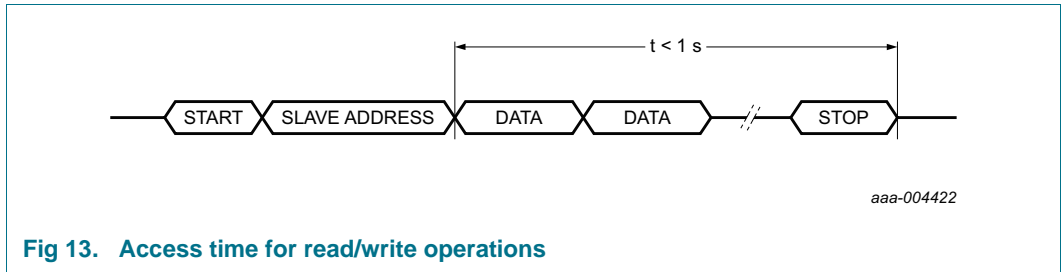 t < 1 s
START SLAVE ADDRESS DATA DATA STOP
aaa-004422
Fig 13. Access time for read/write operations